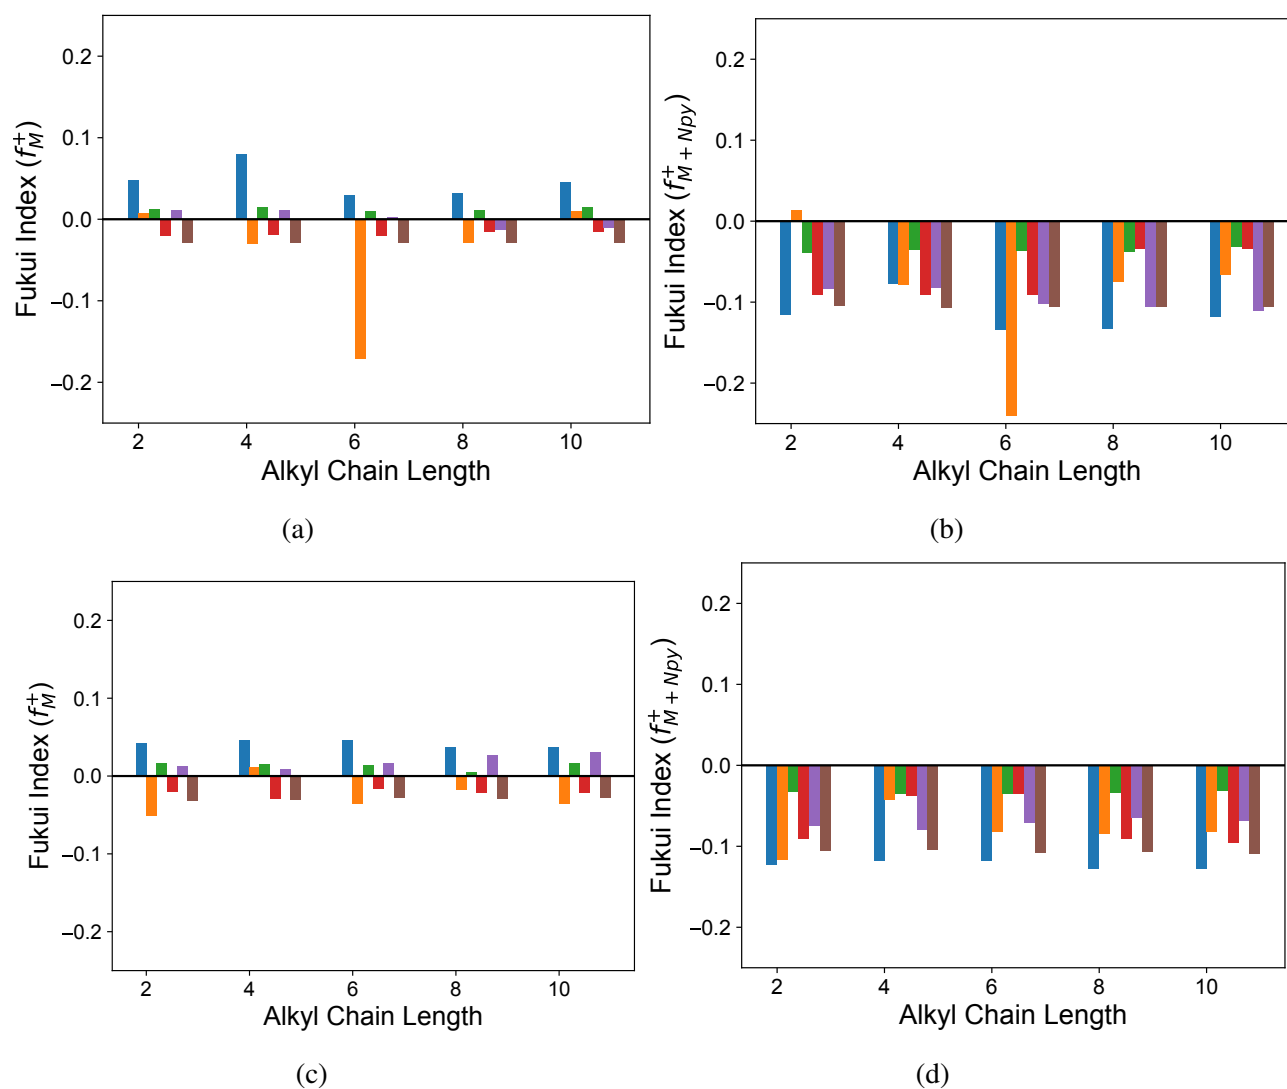 0.2
0.1
0.0
−0.1
−0.2
Fukui Index (f⁺_M)
2 4 6 8 10
Alkyl Chain Length
(a)
0.2
0.1
0.0
−0.1
−0.2
Fukui Index (f⁺_{M + Npy})
2 4 6 8 10
Alkyl Chain Length
(b)
0.2
0.1
0.0
−0.1
−0.2
Fukui Index (f⁺_M)
2 4 6 8 10
Alkyl Chain Length
(c)
0.2
0.1
0.0
−0.1
−0.2
Fukui Index (f⁺_{M + Npy})
2 4 6 8 10
Alkyl Chain Length
(d)